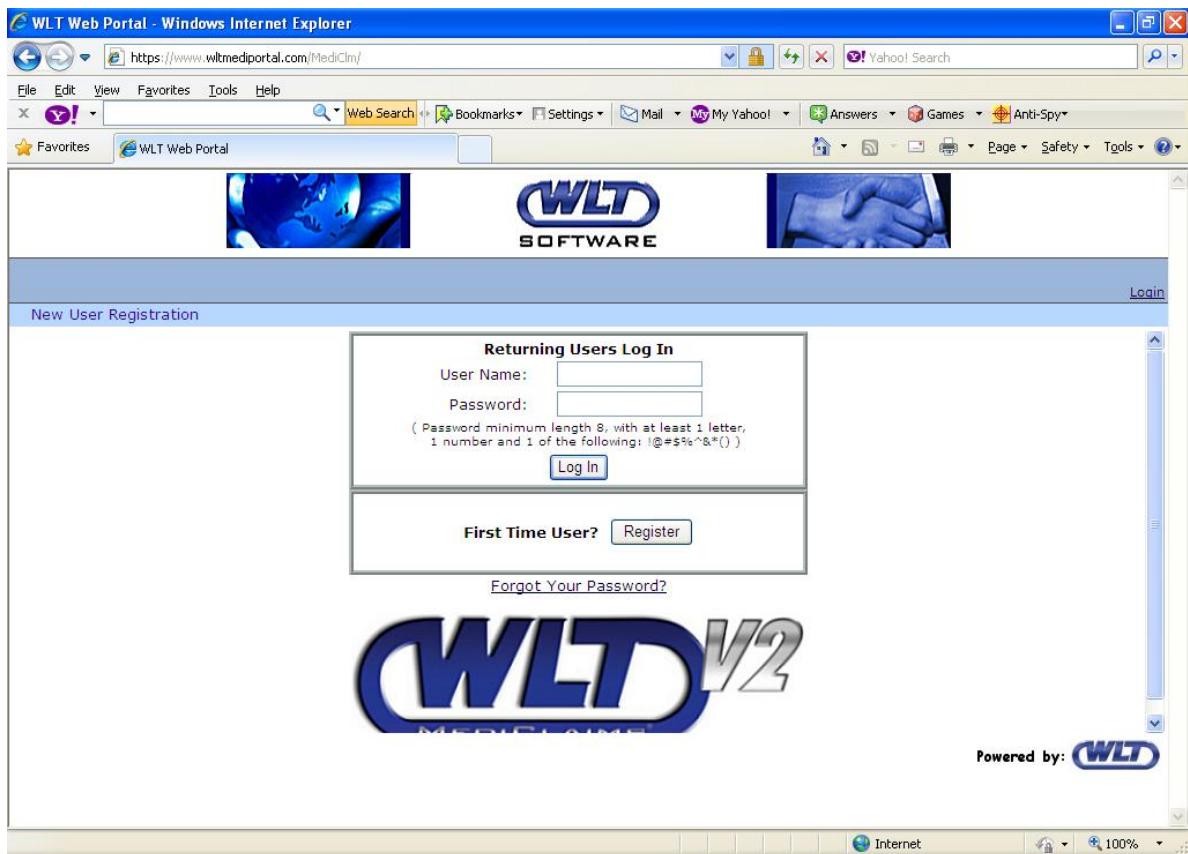 WLT Web Portal - Windows Internet Explorer
https://www.wltmediportal.com/MediClm/
Yahoo! Search
File Edit View Favorites Tools Help
X Y! Web Search Bookmarks Settings Mail My My Yahoo! Answers Games Anti-Spy
Favorites WLT Web Portal Page Safety Tools
WLT
SOFTWARE
Login
New User Registration
Returning Users Log In
User Name:
Password:
( Password minimum length 8, with at least 1 letter,
1 number and 1 of the following: !@#$%^&*() )
Log In
First Time User? Register
Forgot Your Password?
WLT V2
MEDICLAIMS
Powered by: WLT
Internet 100%